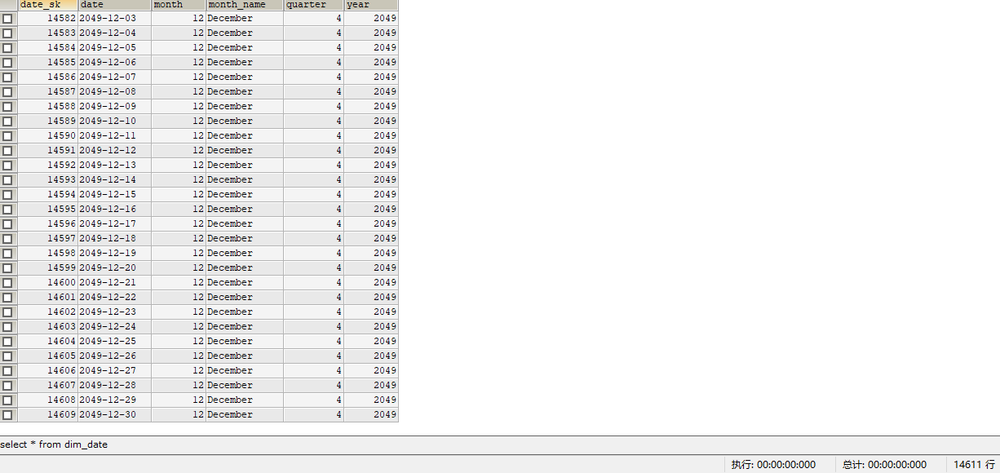 date_sk date month month_name quarter year
14582 2049-12-03 12 December 4 2049
14583 2049-12-04 12 December 4 2049
14584 2049-12-05 12 December 4 2049
14585 2049-12-06 12 December 4 2049
14586 2049-12-07 12 December 4 2049
14587 2049-12-08 12 December 4 2049
14588 2049-12-09 12 December 4 2049
14589 2049-12-10 12 December 4 2049
14590 2049-12-11 12 December 4 2049
14591 2049-12-12 12 December 4 2049
14592 2049-12-13 12 December 4 2049
14593 2049-12-14 12 December 4 2049
14594 2049-12-15 12 December 4 2049
14595 2049-12-16 12 December 4 2049
14596 2049-12-17 12 December 4 2049
14597 2049-12-18 12 December 4 2049
14598 2049-12-19 12 December 4 2049
14599 2049-12-20 12 December 4 2049
14600 2049-12-21 12 December 4 2049
14601 2049-12-22 12 December 4 2049
14602 2049-12-23 12 December 4 2049
14603 2049-12-24 12 December 4 2049
14604 2049-12-25 12 December 4 2049
14605 2049-12-26 12 December 4 2049
14606 2049-12-27 12 December 4 2049
14607 2049-12-28 12 December 4 2049
14608 2049-12-29 12 December 4 2049
14609 2049-12-30 12 December 4 2049
select * from dim_date
执行: 00:00:00:000 总计: 00:00:00:000 14611 行